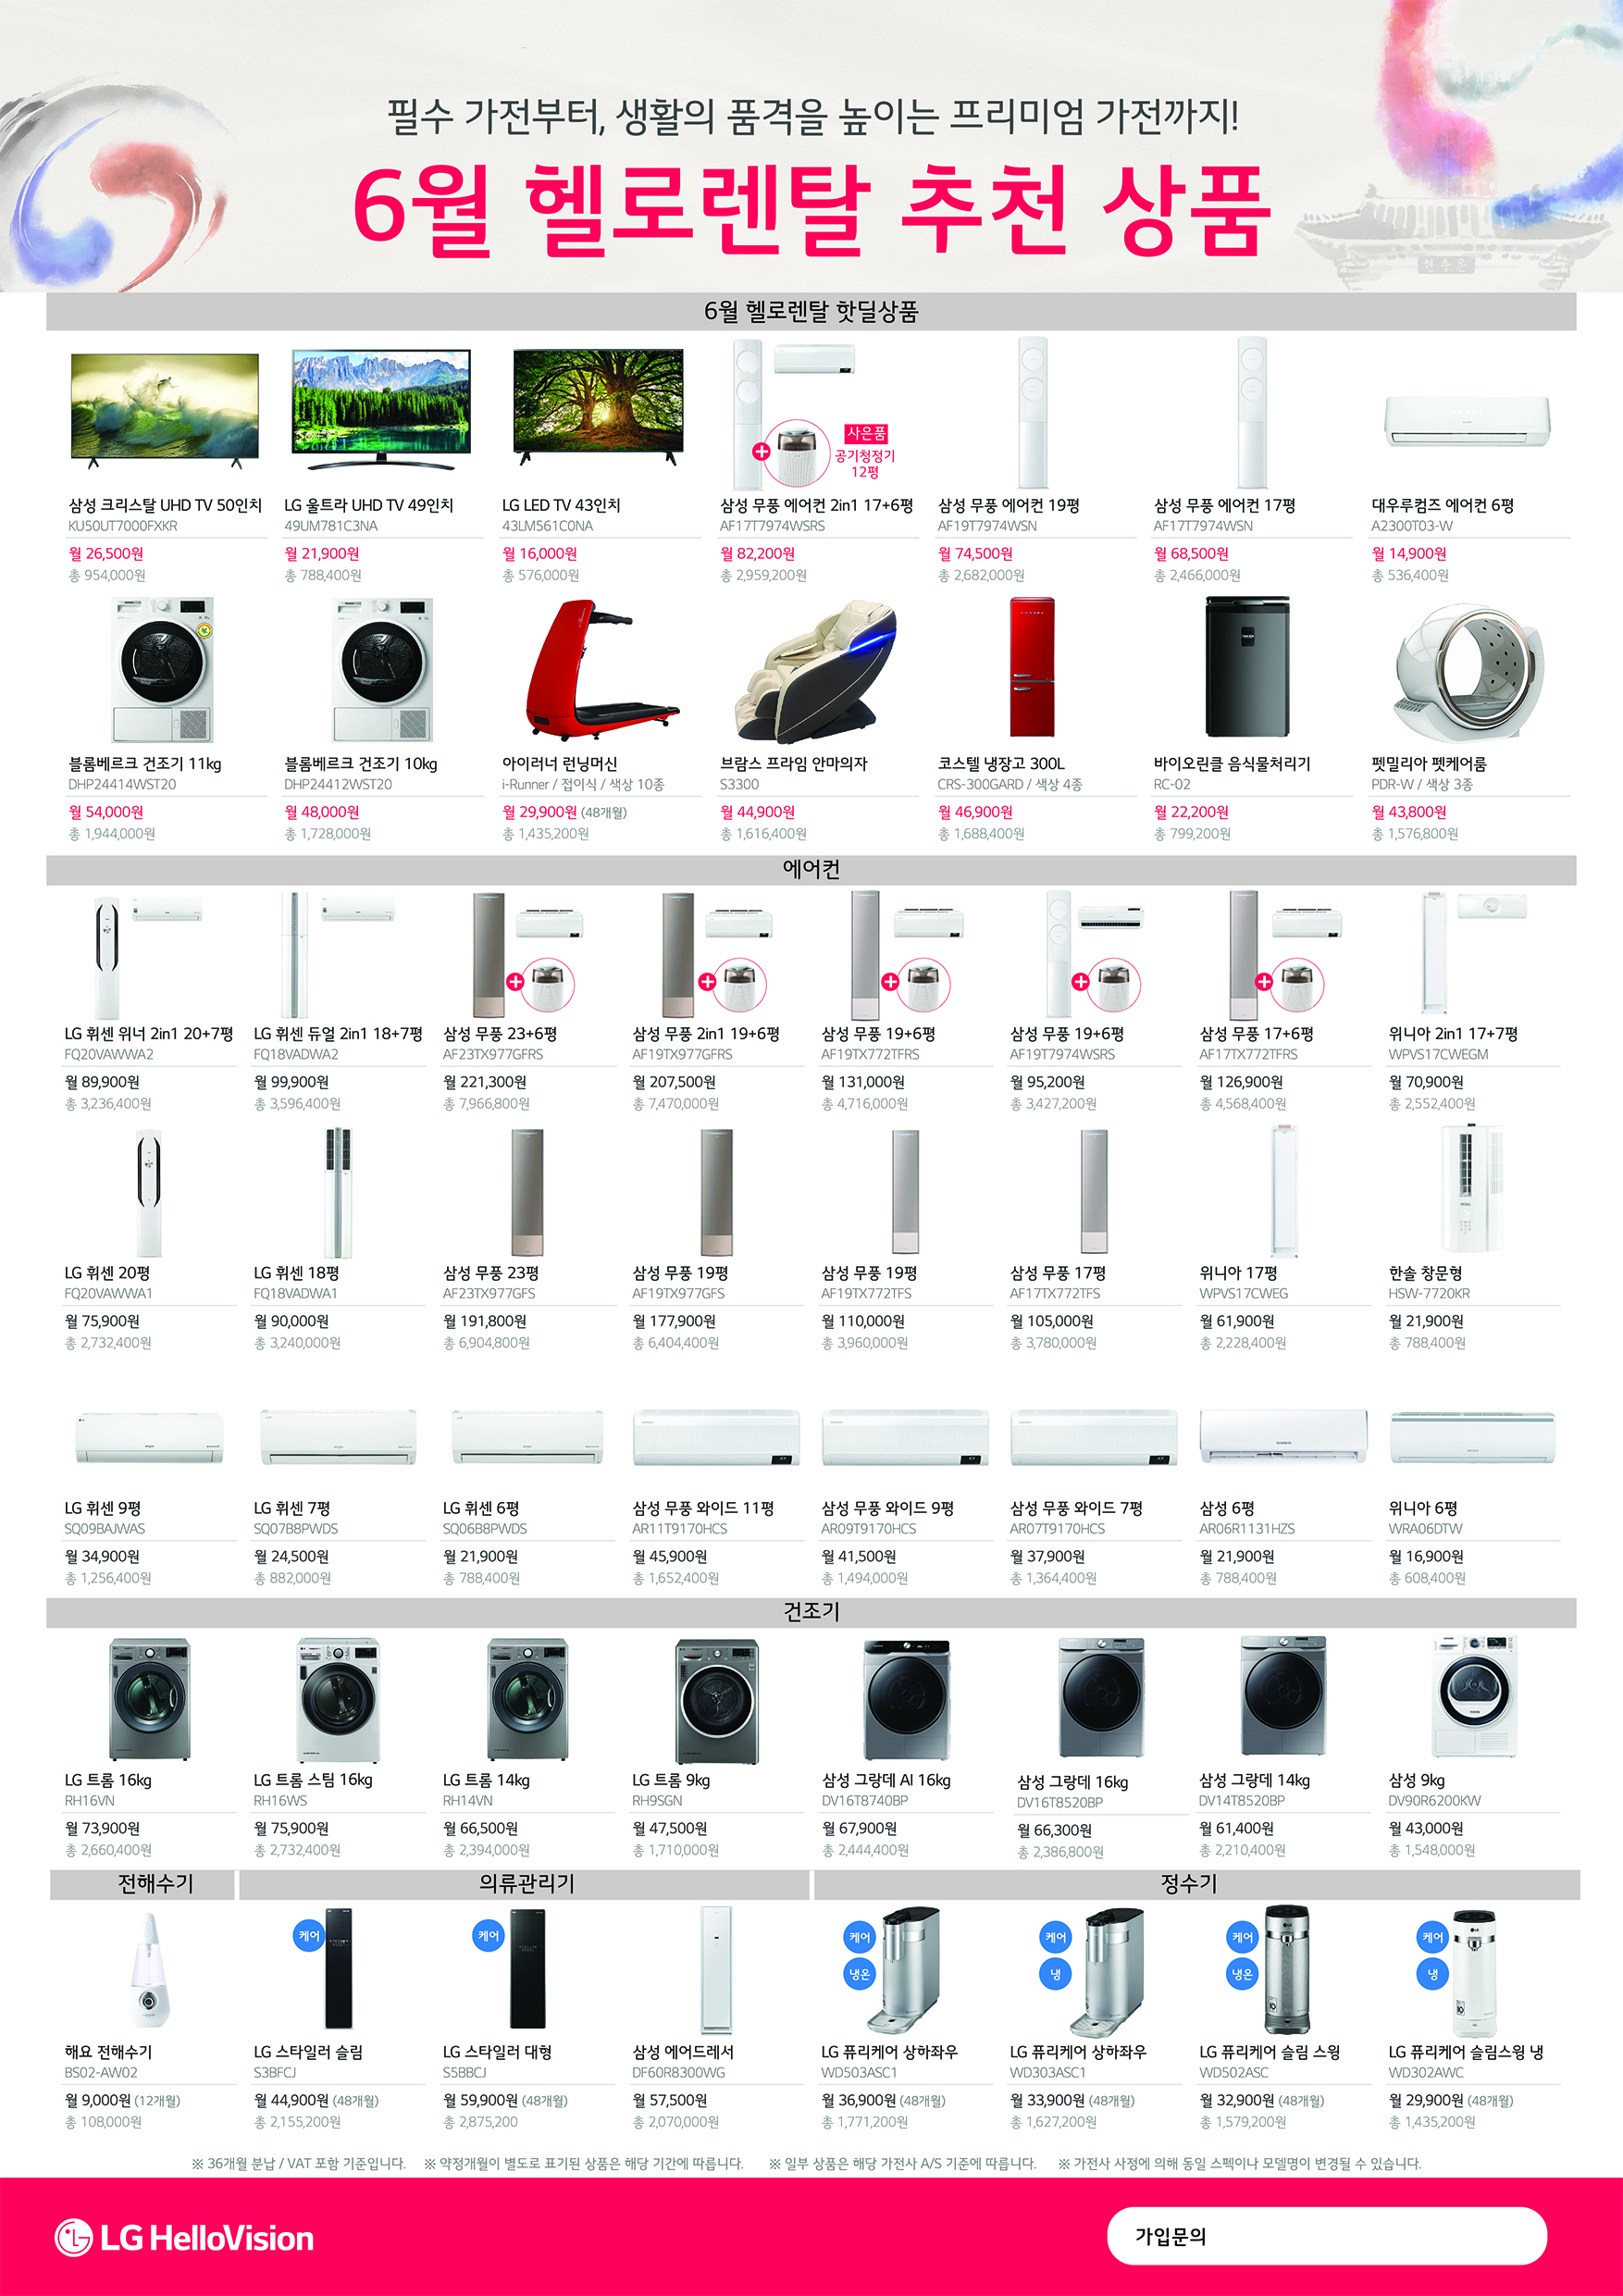 필수 가전부터, 생활의 품격을 높이는 프리미엄 가전까지!
6월 헬로렌탈 추천 상품
현수문
6월 헬로렌탈 핫딜상품
사은품
공기청정기
12평
삼성 크리스탈 UHD TV 50인치
KU50UT7000FXKR
월 26,500원
총 954,000원
LG 울트라 UHD TV 49인치
49UM781C3NA
월 21,900원
총 788,400원
LG LED TV 43인치
43LM561C0NA
월 16,000원
총 576,000원
삼성 무풍 에어컨 2in1 17+6평
AF17T7974WSRS
월 82,200원
총 2,959,200원
삼성 무풍 에어컨 19평
AF19T7974WSN
월 74,500원
총 2,682,000원
삼성 무풍 에어컨 17평
AF17T7974WSN
월 68,500원
총 2,466,000원
대우루컴즈 에어컨 6평
A2300T03-W
월 14,900원
총 536,400원
블롬베르크 건조기 11kg
DHP24414WST20
월 54,000원
총 1,944,000원
블롬베르크 건조기 10kg
DHP24412WST20
월 48,000원
총 1,728,000원
아이러너 런닝머신
i-Runner / 접이식 / 색상 10종
월 29,900원 (48개월)
총 1,435,200원
브람스 프라임 안마의자
S3300
월 44,900원
총 1,616,400원
코스텔 냉장고 300L
CRS-300GARD / 색상 4종
월 46,900원
총 1,688,400원
바이오린클 음식물처리기
RC-02
월 22,200원
총 799,200원
펫밀리아 펫케어룸
PDR-W / 색상 3종
월 43,800원
총 1,576,800원
에어컨
LG 휘센 위너 2in1 20+7평
FQ20VAWWA2
월 89,900원
총 3,236,400원
LG 휘센 듀얼 2in1 18+7평
FQ18VADWA2
월 99,900원
총 3,596,400원
삼성 무풍 23+6평
AF23TX977GFRS
월 221,300원
총 7,966,800원
삼성 무풍 2in1 19+6평
AF19TX977GFRS
월 207,500원
총 7,470,000원
삼성 무풍 19+6평
AF19TX772TFRS
월 131,000원
총 4,716,000원
삼성 무풍 19+6평
AF19T7974WSRS
월 95,200원
총 3,427,200원
삼성 무풍 17+6평
AF17TX772TFRS
월 126,900원
총 4,568,400원
위니아 2in1 17+7평
WPVS17CWEGM
월 70,900원
총 2,552,400원
LG 휘센 20평
FQ20VAWWA1
월 75,900원
총 2,732,400원
LG 휘센 18평
FQ18VADWA1
월 90,000원
총 3,240,000원
삼성 무풍 23평
AF23TX977GFS
월 191,800원
총 6,904,800원
삼성 무풍 19평
AF19TX977GFS
월 177,900원
총 6,404,400원
삼성 무풍 19평
AF19TX772TFS
월 110,000원
총 3,960,000원
삼성 무풍 17평
AF17TX772TFS
월 105,000원
총 3,780,000원
위니아 17평
WPVS17CWEG
월 61,900원
총 2,228,400원
한솔 창문형
HSW-7720KR
월 21,900원
총 788,400원
LG 휘센 9평
SQ09BAJWAS
월 34,900원
총 1,256,400원
LG 휘센 7평
SQ07B8PWDS
월 24,500원
총 882,000원
LG 휘센 6평
SQ06B8PWDS
월 21,900원
총 788,400원
삼성 무풍 와이드 11평
AR11T9170HCS
월 45,900원
총 1,652,400원
삼성 무풍 와이드 9평
AR09T9170HCS
월 41,500원
총 1,494,000원
삼성 무풍 와이드 7평
AR07T9170HCS
월 37,900원
총 1,364,400원
삼성 6평
AR06R1131HZS
월 21,900원
총 788,400원
위니아 6평
WRA06DTW
월 16,900원
총 608,400원
건조기
LG 트롬 16kg
RH16VN
월 73,900원
총 2,660,400원
LG 트롬 스팀 16kg
RH16WS
월 75,900원
총 2,732,400원
LG 트롬 14kg
RH14VN
월 66,500원
총 2,394,000원
LG 트롬 9kg
RH9SGN
월 47,500원
총 1,710,000원
삼성 그랑데 AI 16kg
DV16T8740BP
월 67,900원
총 2,444,400원
삼성 그랑데 16kg
DV16T8520BP
월 66,300원
총 2,386,800원
삼성 그랑데 14kg
DV14T8520BP
월 61,400원
총 2,210,400원
삼성 9kg
DV90R6200KW
월 43,000원
총 1,548,000원
전해수기
의류관리기
정수기
해요 전해수기
BS02-AW02
월 9,000원 (12개월)
총 108,000원
케어
LG 스타일러 슬림
S3BFCJ
월 44,900원 (48개월)
총 2,155,200원
케어
LG 스타일러 대형
S5BBCJ
월 59,900원 (48개월)
총 2,875,200
삼성 에어드레서
DF60R8300WG
월 57,500원
총 2,070,000원
케어
냉온
LG 퓨리케어 상하좌우
WD503ASC1
월 36,900원 (48개월)
총 1,771,200원
케어
냉
LG 퓨리케어 상하좌우
WD303ASC1
월 33,900원 (48개월)
총 1,627,200원
케어
냉온
LG 퓨리케어 슬림 스윙
WD502ASC
월 32,900원 (48개월)
총 1,579,200원
케어
냉
LG 퓨리케어 슬림스윙 냉
WD302AWC
월 29,900원 (48개월)
총 1,435,200원
※ 36개월 분납 / VAT 포함 기준입니다. ※ 약정개월이 별도로 표기된 상품은 해당 기간에 따릅니다. ※ 일부 상품은 해당 가전사 A/S 기준에 따릅니다. ※ 가전사 사정에 의해 동일 스펙이나 모델명이 변경될 수 있습니다.
LG HelloVision
가입문의